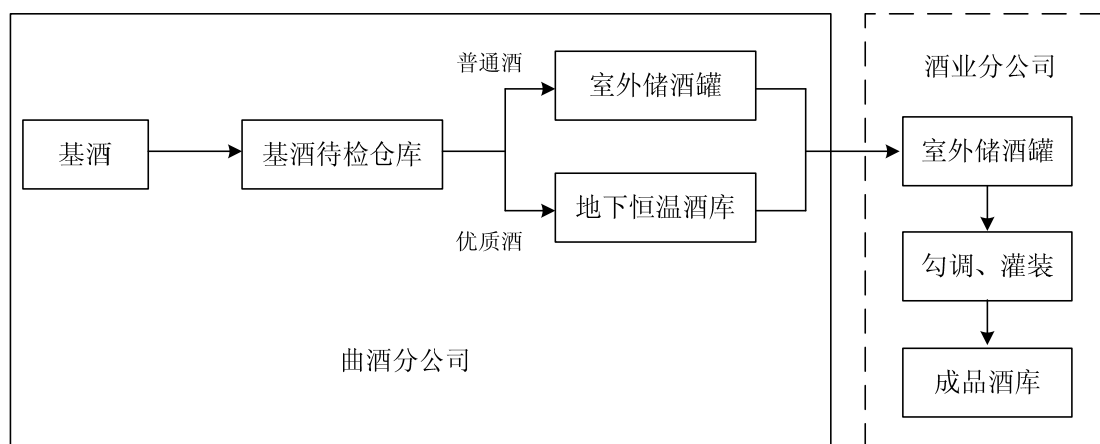 基酒
基酒待检仓库
普通酒
室外储酒罐
优质酒
地下恒温酒库
曲酒分公司
酒业分公司
室外储酒罐
勾调、灌装
成品酒库